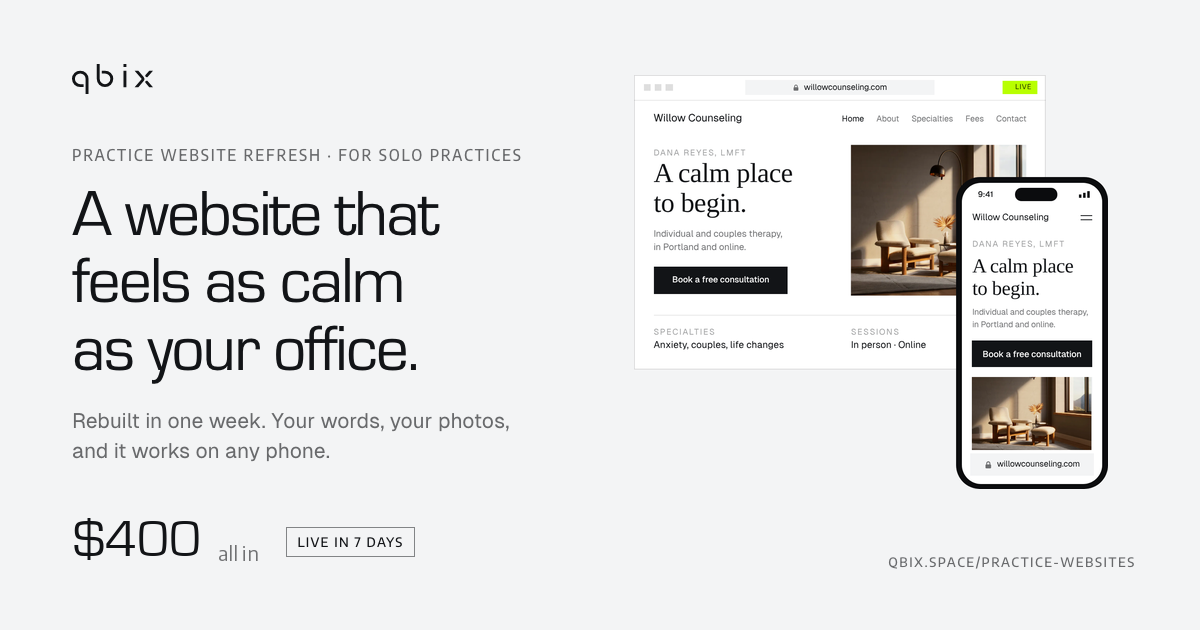 qbix
PRACTICE WEBSITE REFRESH · FOR SOLO PRACTICES
A website that
feels as calm
as your office.
Rebuilt in one week. Your words, your photos,
and it works on any phone.
$400 all in
LIVE IN 7 DAYS
willowcounseling.com
LIVE
Willow Counseling
Home About Specialties Fees Contact
DANA REYES, LMFT
A calm place
to begin.
Individual and couples therapy,
in Portland and online.
Book a free consultation
SPECIALTIES
Anxiety, couples, life changes
SESSIONS
In person · Online
9:41
Willow Counseling
DANA REYES, LMFT
A calm place
to begin.
Individual and couples therapy,
in Portland and online.
Book a free consultation
willowcounseling.com
QBIX.SPACE/PRACTICE-WEBSITES